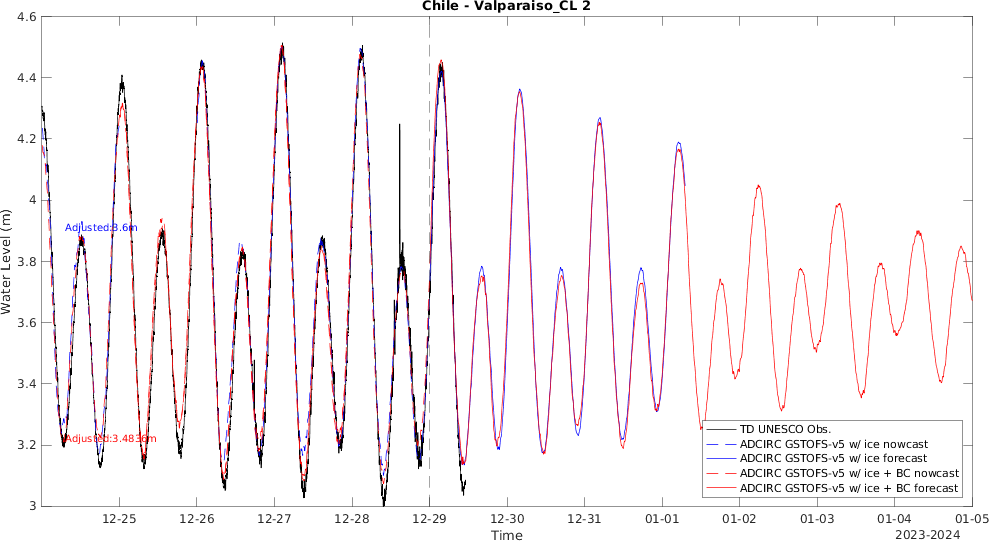 Chile - Valparaiso_CL 2
4.6
4.4
4.2
4
3.8
3.6
3.4
3.2
3
Water Level (m)
Adjusted:3.6m
Adjusted:3.4836m
TD UNESCO Obs.
ADCIRC GSTOFS-v5 w/ ice nowcast
ADCIRC GSTOFS-v5 w/ ice forecast
ADCIRC GSTOFS-v5 w/ ice + BC nowcast
ADCIRC GSTOFS-v5 w/ ice + BC forecast
12-25 12-26 12-27 12-28 12-29 12-30 12-31 01-01 01-02 01-03 01-04 01-05
Time
2023-2024